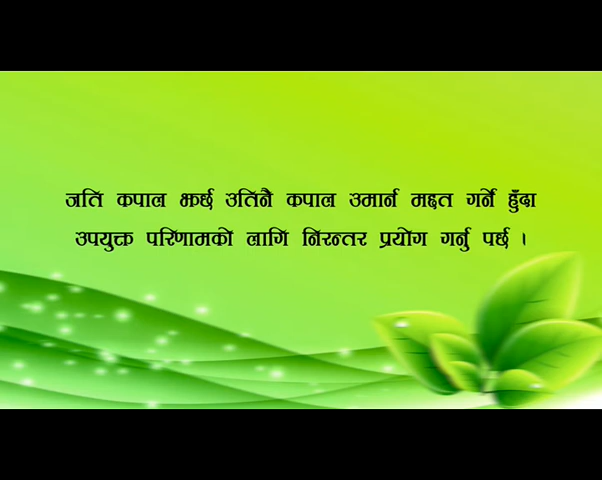 जति कपाल झर्छ उतिनै कपाल उमार्न मद्दत गर्ने हुँदा
उपयुक्त परिणामको लागि निरन्तर प्रयोग गर्नु पर्छ ।